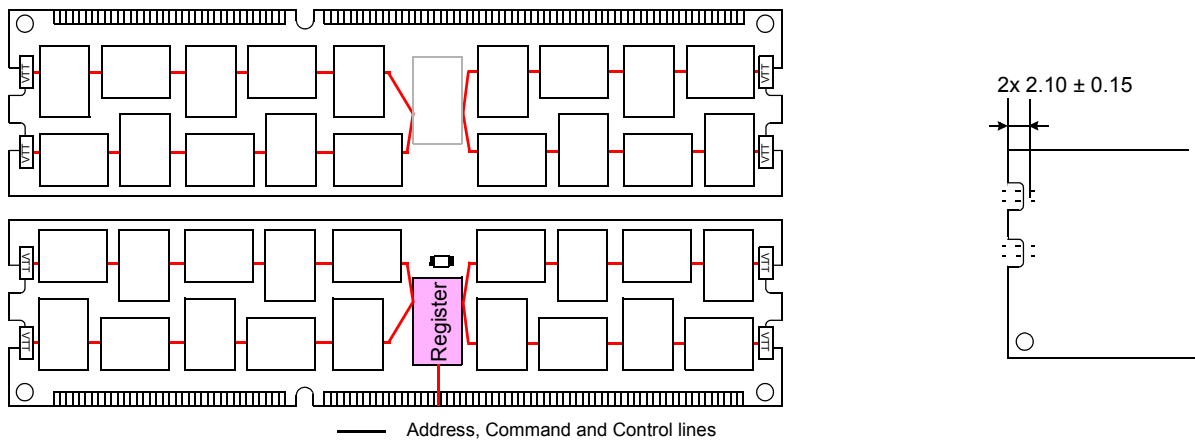 VTT
VTT
VTT
VTT
2x 2.10 ± 0.15
VTT
VTT
Register
VTT
VTT
Address, Command and Control lines